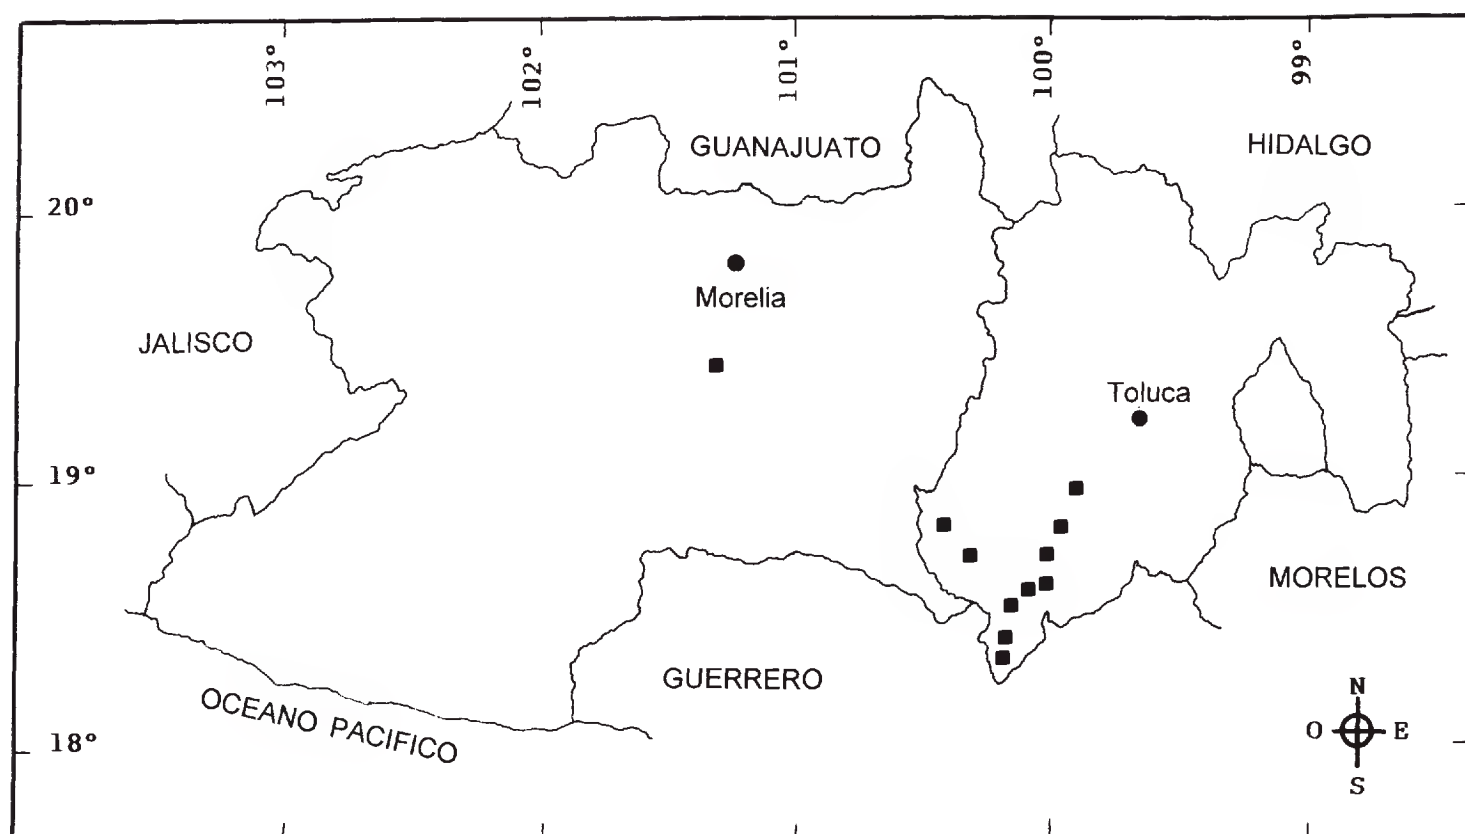 103°
102°
101°
100°
99°
GUANAJUATO
HIDALGO
20°
Morelia
JALISCO
Toluca
19°
MORELOS
GUERRERO
OCEANO PACIFICO
18°
N
O E
S